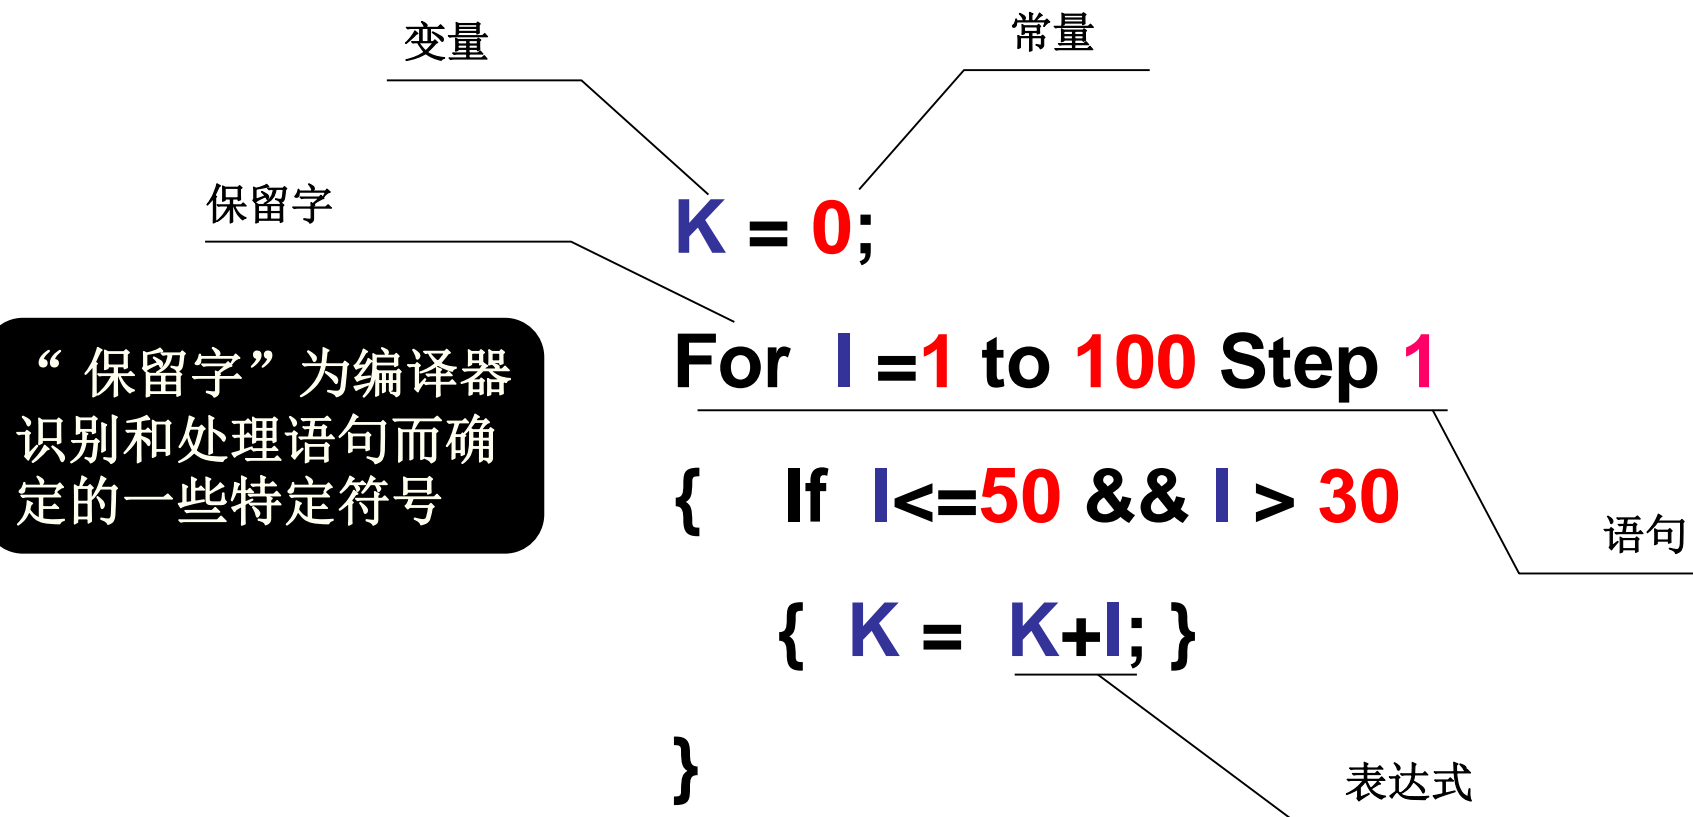 变量
常量
保留字
K = 0;
For I =1 to 100 Step 1
“ 保留字”为编译器
识别和处理语句而确
定的一些特定符号
{ If I<=50 && I > 30
语句
{ K = K+I; }
}
表达式